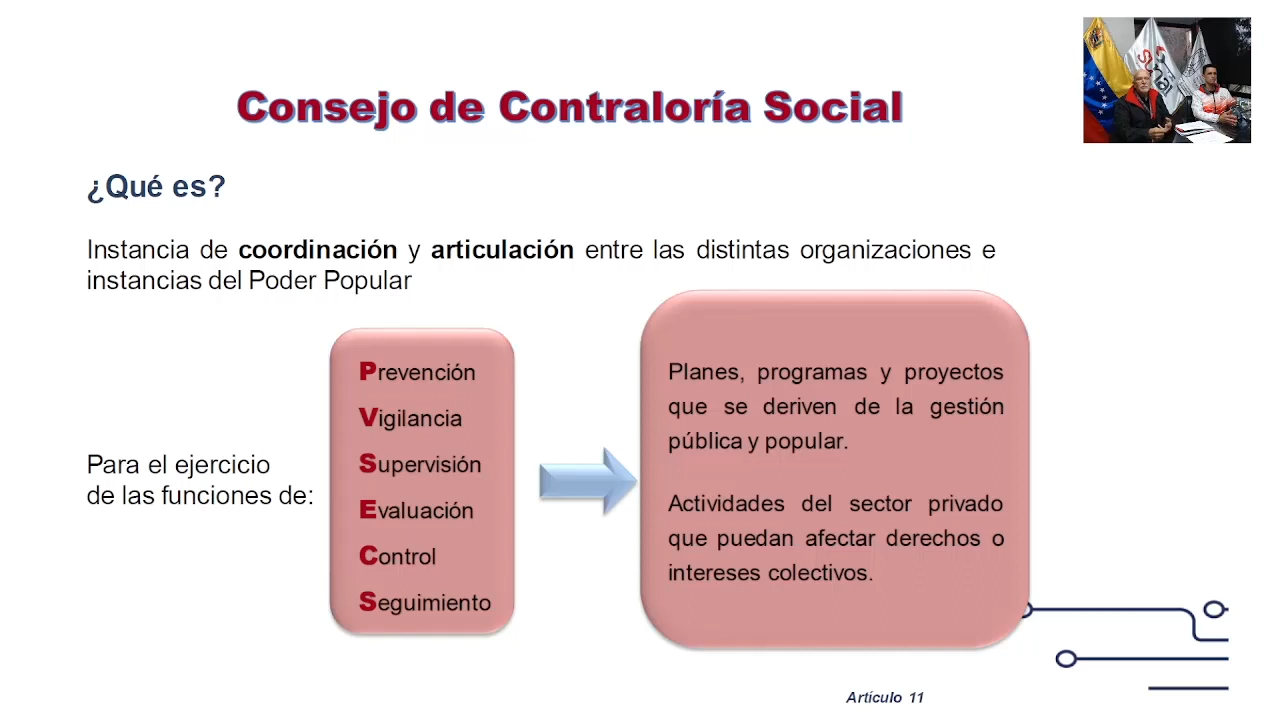 Consejo de Contraloría Social
¿Qué es?
Instancia de coordinación y articulación entre las distintas organizaciones e
instancias del Poder Popular
Para el ejercicio
de las funciones de:
Prevención
Vigilancia
Supervisión
Evaluación
Control
Seguimiento
Planes, programas y proyectos
que se deriven de la gestión
pública y popular.
Actividades del sector privado
que puedan afectar derechos o
intereses colectivos.
Artículo 11